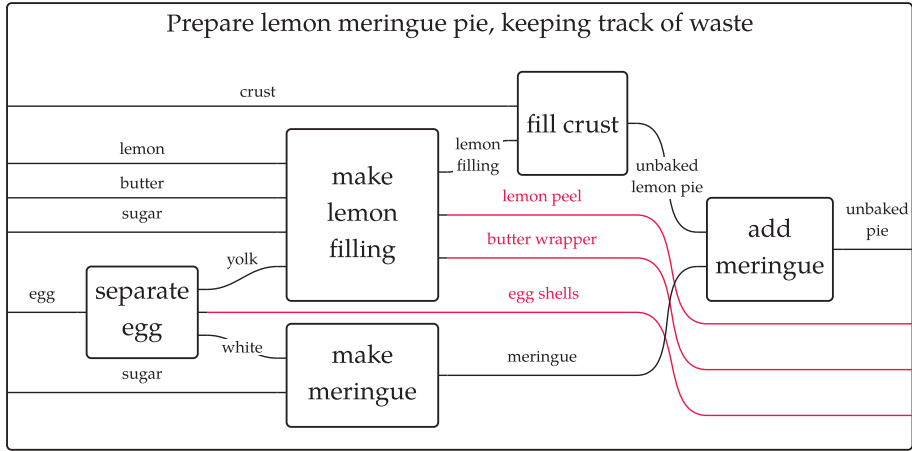 Prepare lemon meringue pie, keeping track of waste
crust
fill crust
lemon
lemon
filling
butter
make
lemon
filling
unbaked
lemon pie
sugar
lemon peel
unbaked
pie
butter wrapper
add
meringue
yolk
egg
separate
egg
egg shells
white
make
meringue
meringue
sugar